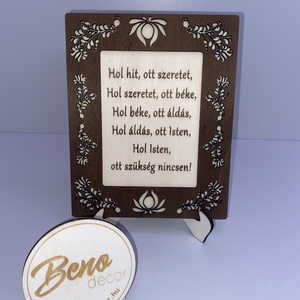 Hol hit, ott szeretet,
Hol szeretet, ott béke,
Hol béke, ott áldás,
Hol áldás, ott Isten,
Hol Isten,
ott szükség nincsen!
Beno
decor